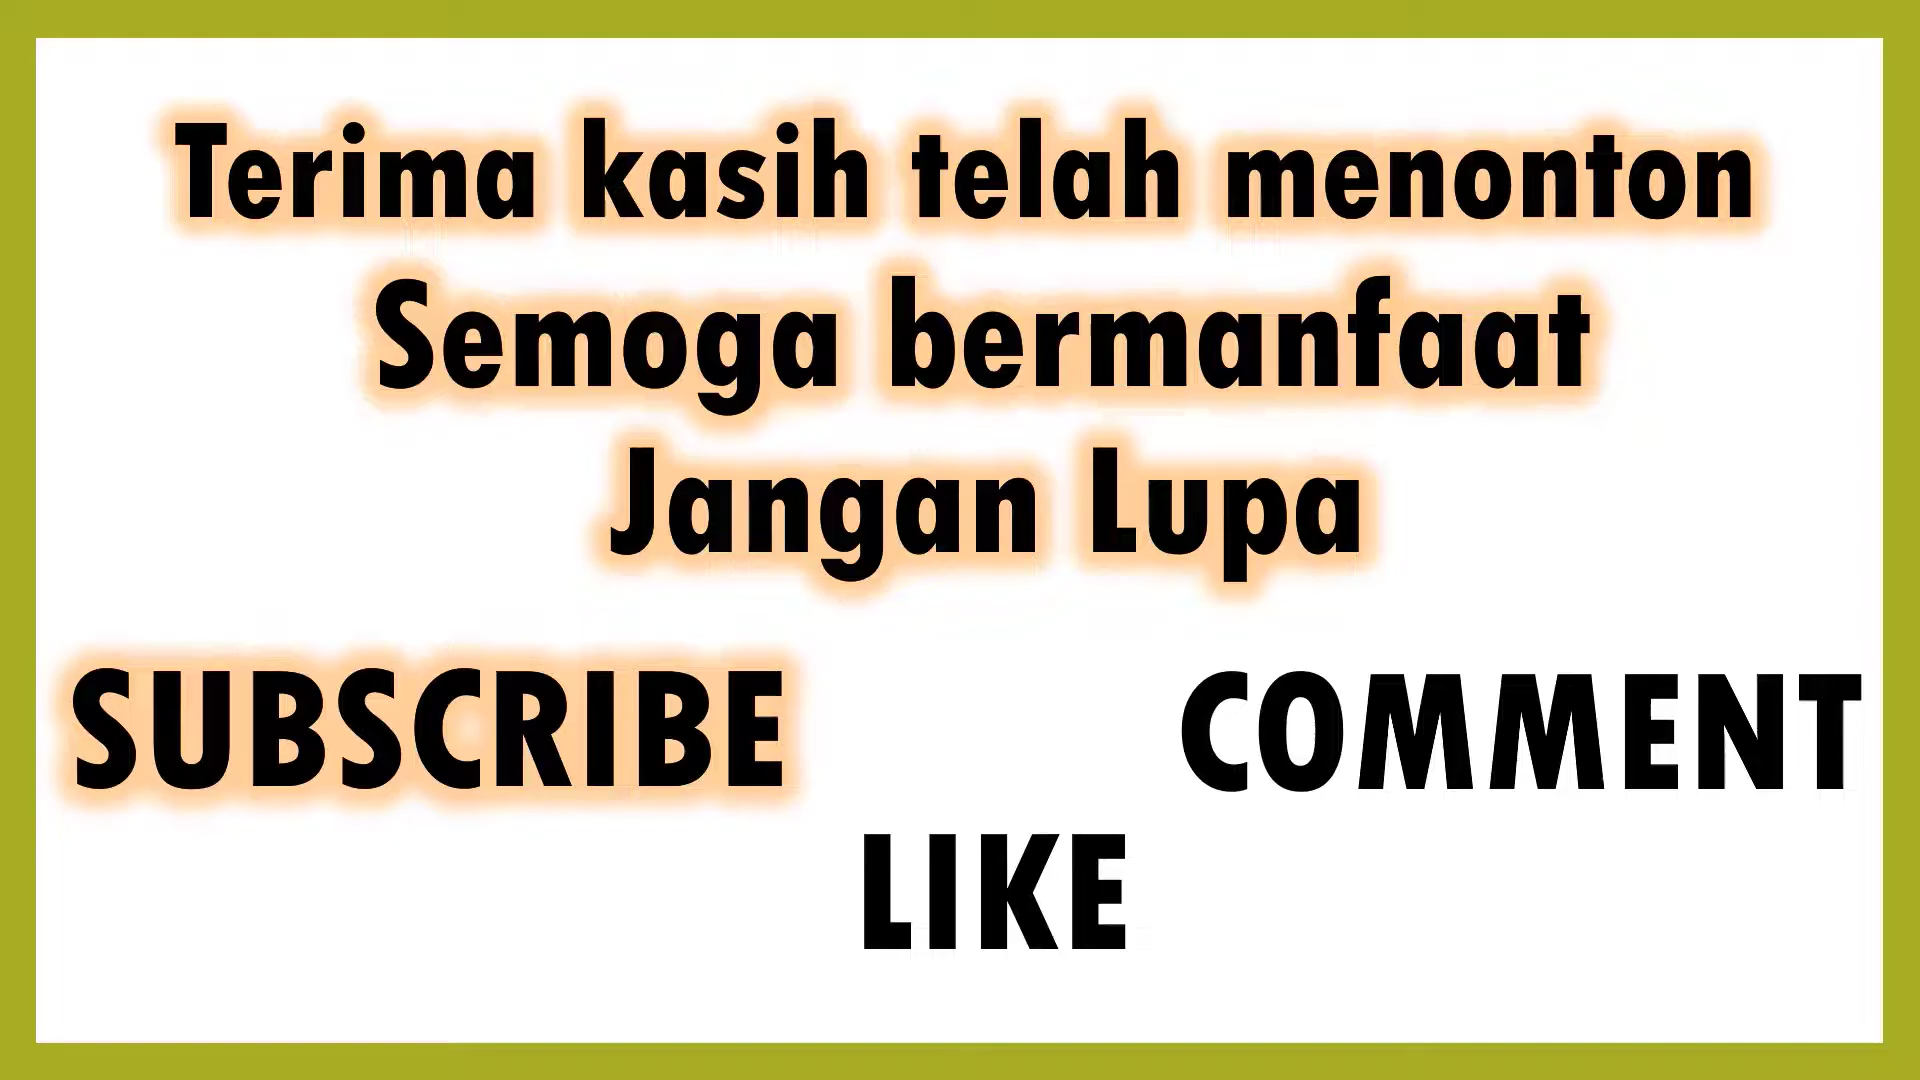 Terima kasih telah menonton
Semoga bermanfaat
Jangan Lupa
SUBSCRIBE
COMMENT
LIKE